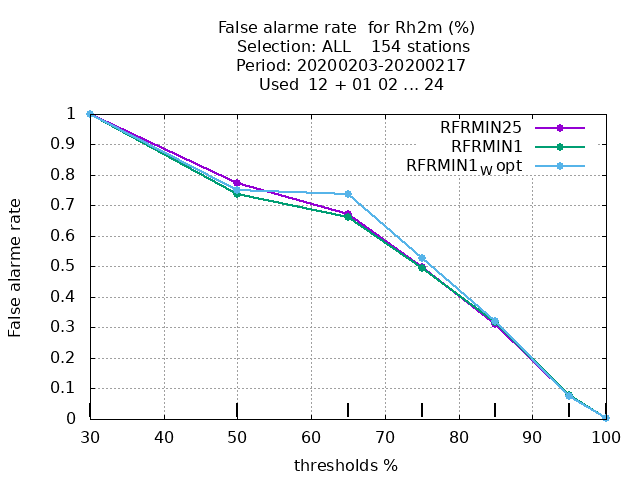 False alarme rate  for Rh2m (%)
Selection: ALL    154 stations
Period: 20200203-20200217
Used  12 + 01 02 ... 24
RFRMIN25
RFRMIN1
RFRMIN1W opt
1
0.9
0.8
0.7
0.6
0.5
0.4
0.3
0.2
0.1
0
False alarme rate
30 40 50 60 70 80 90 100
thresholds %